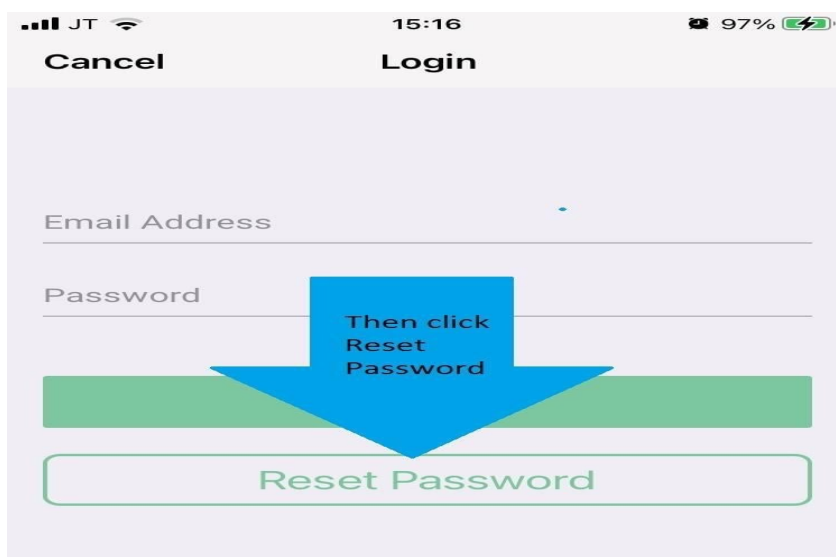 JT 15:16 97%
Cancel Login
Email Address
Password
Then click
Reset
Password
Reset Password